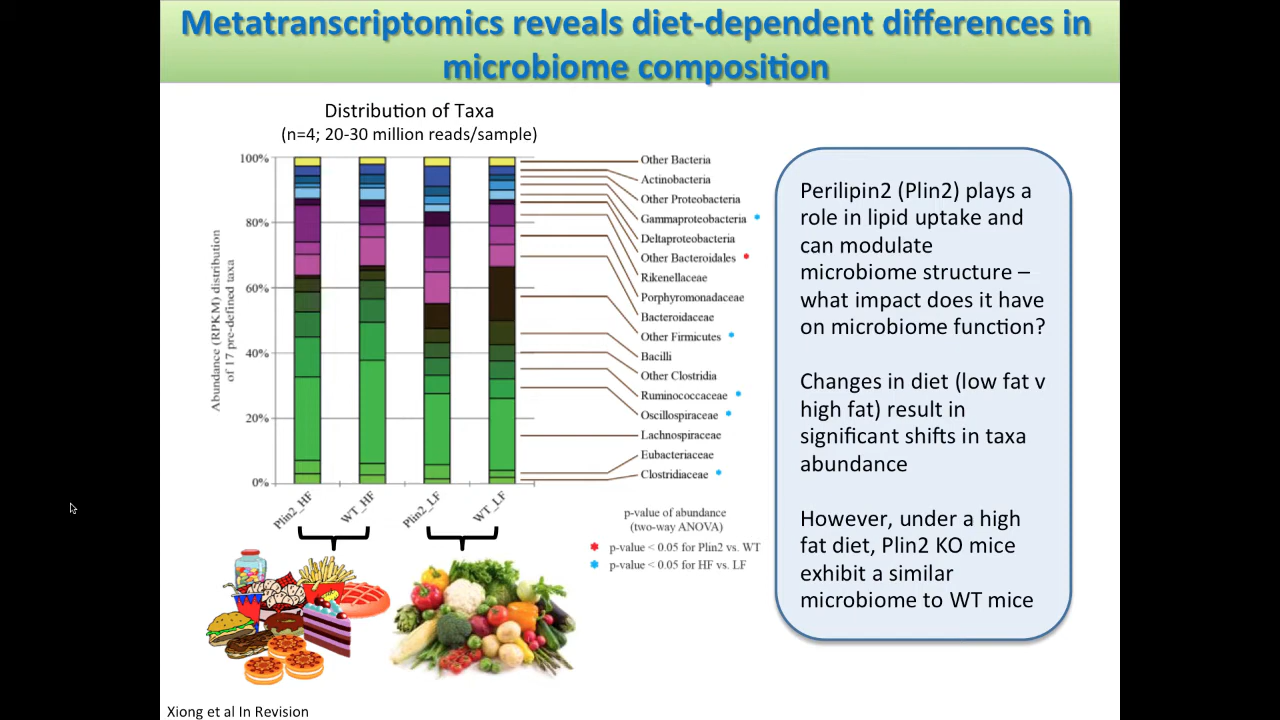 Metatranscriptomics reveals diet-dependent differences in
microbiome composition
Distribution of Taxa
(n=4; 20-30 million reads/sample)
Abundance (RPKM) distribution
of 17 pre-defined taxa
100%
80%
60%
40%
20%
0%
Plin2_HF
WT_HF
Plin2_LF
WT_LF
Other Bacteria
Actinobacteria
Other Proteobacteria
Gammaproteobacteria *
Deltaproteobacteria
Other Bacteroidales *
Rikenellaceae
Porphyromonadaceae
Bacteroidaceae
Other Firmicutes *
Bacilli
Other Clostridia
Ruminococcaceae *
Oscillospiraceae *
Lachnospiraceae
Eubacteriaceae
Clostridiaceae *
p-value of abundance
(two-way ANOVA)
* p-value < 0.05 for Plin2 vs. WT
* p-value < 0.05 for HF vs. LF
Perilipin2 (Plin2) plays a
role in lipid uptake and
can modulate
microbiome structure –
what impact does it have
on microbiome function?
Changes in diet (low fat v
high fat) result in
significant shifts in taxa
abundance
However, under a high
fat diet, Plin2 KO mice
exhibit a similar
microbiome to WT mice
Xiong et al In Revision